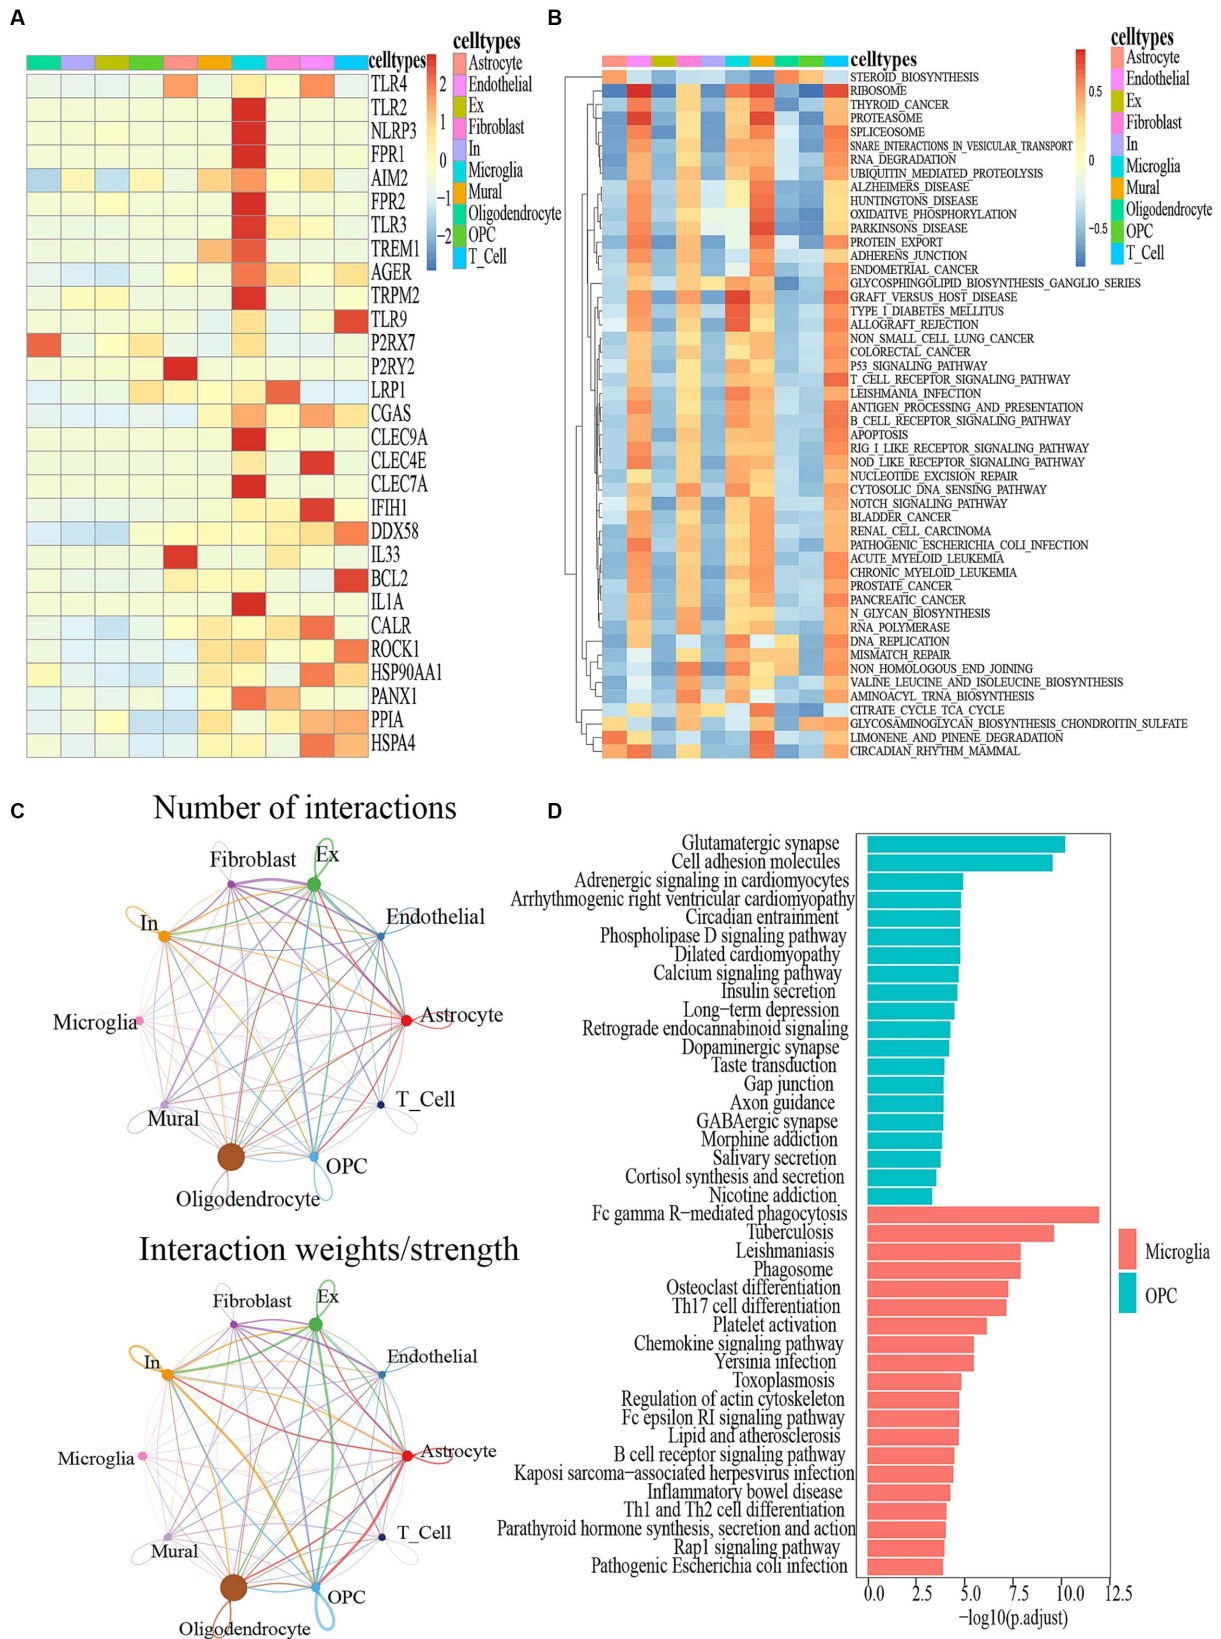 A
celltypes
TLR4
TLR2
NLRP3
FPR1
AIM2
FPR2
TLR3
TREM1
AGER
TRPM2
TLR9
P2RX7
P2RY2
LRP1
CGAS
CLEC9A
CLEC4E
CLEC7A
IFIH1
DDX58
IL33
BCL2
IL1A
CALR
ROCK1
HSP90AA1
PANX1
PPIA
HSPA4
2
1
0
−1
−2
celltypes
Astrocyte
Endothelial
Ex
Fibroblast
In
Microglia
Mural
Oligodendrocyte
OPC
T_Cell
B
celltypes
STEROID_BIOSYNTHESIS
RIBOSOME
THYROID_CANCER
PROTEASOME
SPLICEOSOME
SNARE_INTERACTIONS_IN_VESICULAR_TRANSPORT
RNA_DEGRADATION
UBIQUITIN_MEDIATED_PROTEOLYSIS
ALZHEIMERS_DISEASE
HUNTINGTONS_DISEASE
OXIDATIVE_PHOSPHORYLATION
PARKINSONS_DISEASE
PROTEIN_EXPORT
ADHERENS_JUNCTION
ENDOMETRIAL_CANCER
GLYCOSPHINGOLIPID_BIOSYNTHESIS_GANGLIO_SERIES
GRAFT_VERSUS_HOST_DISEASE
TYPE_I_DIABETES_MELLITUS
ALLOGRAFT_REJECTION
NON_SMALL_CELL_LUNG_CANCER
COLORECTAL_CANCER
P53_SIGNALING_PATHWAY
T_CELL_RECEPTOR_SIGNALING_PATHWAY
LEISHMANIA_INFECTION
ANTIGEN_PROCESSING_AND_PRESENTATION
B_CELL_RECEPTOR_SIGNALING_PATHWAY
APOPTOSIS
RIG_I_LIKE_RECEPTOR_SIGNALING_PATHWAY
NOD_LIKE_RECEPTOR_SIGNALING_PATHWAY
NUCLEOTIDE_EXCISION_REPAIR
CYTOSOLIC_DNA_SENSING_PATHWAY
NOTCH_SIGNALING_PATHWAY
BLADDER_CANCER
RENAL_CELL_CARCINOMA
PATHOGENIC_ESCHERICHIA_COLI_INFECTION
ACUTE_MYELOID_LEUKEMIA
CHRONIC_MYELOID_LEUKEMIA
PROSTATE_CANCER
PANCREATIC_CANCER
N_GLYCAN_BIOSYNTHESIS
RNA_POLYMERASE
DNA_REPLICATION
MISMATCH_REPAIR
NON_HOMOLOGOUS_END_JOINING
VALINE_LEUCINE_AND_ISOLEUCINE_BIOSYNTHESIS
AMINOACYL_TRNA_BIOSYNTHESIS
CITRATE_CYCLE_TCA_CYCLE
GLYCOSAMINOGLYCAN_BIOSYNTHESIS_CHONDROITIN_SULFATE
LIMONENE_AND_PINENE_DEGRADATION
CIRCADIAN_RHYTHM_MAMMAL
0.5
0
−0.5
celltypes
Astrocyte
Endothelial
Ex
Fibroblast
In
Microglia
Mural
Oligodendrocyte
OPC
T_Cell
C
Number of interactions
Fibroblast
Ex
In
Endothelial
Microglia
Astrocyte
Mural
T_Cell
Oligodendrocyte
OPC
Interaction weights/strength
Fibroblast
Ex
In
Endothelial
Microglia
Astrocyte
Mural
T_Cell
Oligodendrocyte
OPC
D
Glutamatergic synapse
Cell adhesion molecules
Adrenergic signaling in cardiomyocytes
Arrhythmogenic right ventricular cardiomyopathy
Circadian entrainment
Phospholipase D signaling pathway
Dilated cardiomyopathy
Calcium signaling pathway
Insulin secretion
Long−term depression
Retrograde endocannabinoid signaling
Dopaminergic synapse
Taste transduction
Gap junction
Axon guidance
GABAergic synapse
Morphine addiction
Salivary secretion
Cortisol synthesis and secretion
Nicotine addiction
Fc gamma R−mediated phagocytosis
Tuberculosis
Leishmaniasis
Phagosome
Osteoclast differentiation
Th17 cell differentiation
Platelet activation
Chemokine signaling pathway
Yersinia infection
Toxoplasmosis
Regulation of actin cytoskeleton
Fc epsilon RI signaling pathway
Lipid and atherosclerosis
B cell receptor signaling pathway
Kaposi sarcoma−associated herpesvirus infection
Inflammatory bowel disease
Th1 and Th2 cell differentiation
Parathyroid hormone synthesis, secretion and action
Rap1 signaling pathway
Pathogenic Escherichia coli infection
0.0 2.5 5.0 7.5 10.0 12.5
−log10(p.adjust)
Microglia
OPC